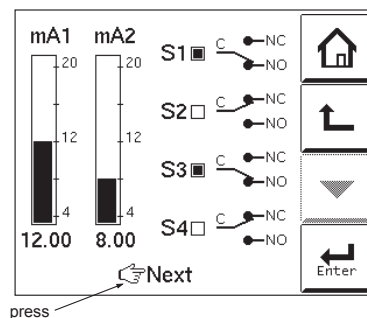 mA1 mA2
20 20
12 12
4 4
12.00 8.00
S1 C NC
NO
S2 C NC
NO
S3 C NC
NO
S4 C NC
NO
Next
Enter
press